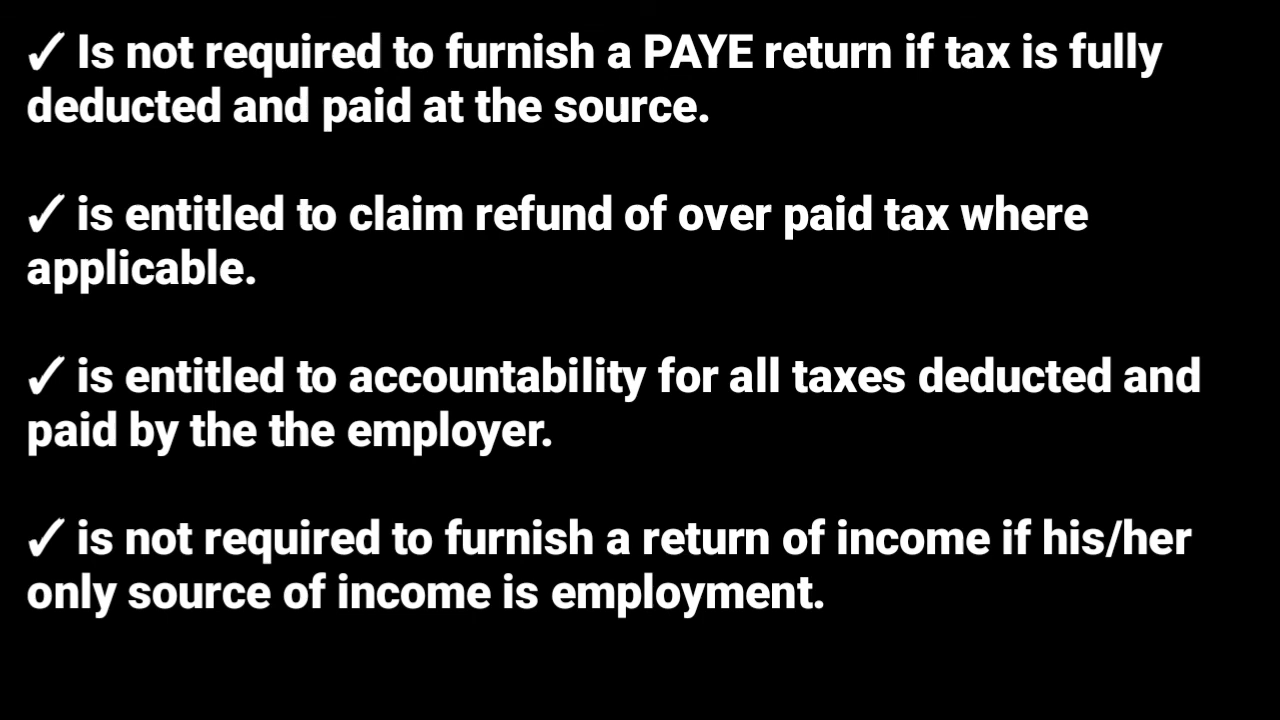 ✓ Is not required to furnish a PAYE return if tax is fully
deducted and paid at the source.
✓ is entitled to claim refund of over paid tax where
applicable.
✓ is entitled to accountability for all taxes deducted and
paid by the the employer.
✓ is not required to furnish a return of income if his/her
only source of income is employment.